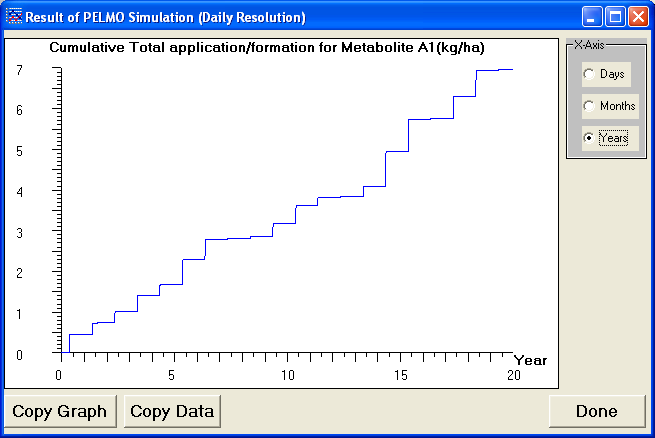 Result of PELMO Simulation (Daily Resolution)
Cumulative Total application/formation for Metabolite A1(kg/ha)
7
6
5
4
3
2
1
0
0 5 10 15 20
Year
X-Axis
Days
Months
Years
Copy Graph Copy Data Done